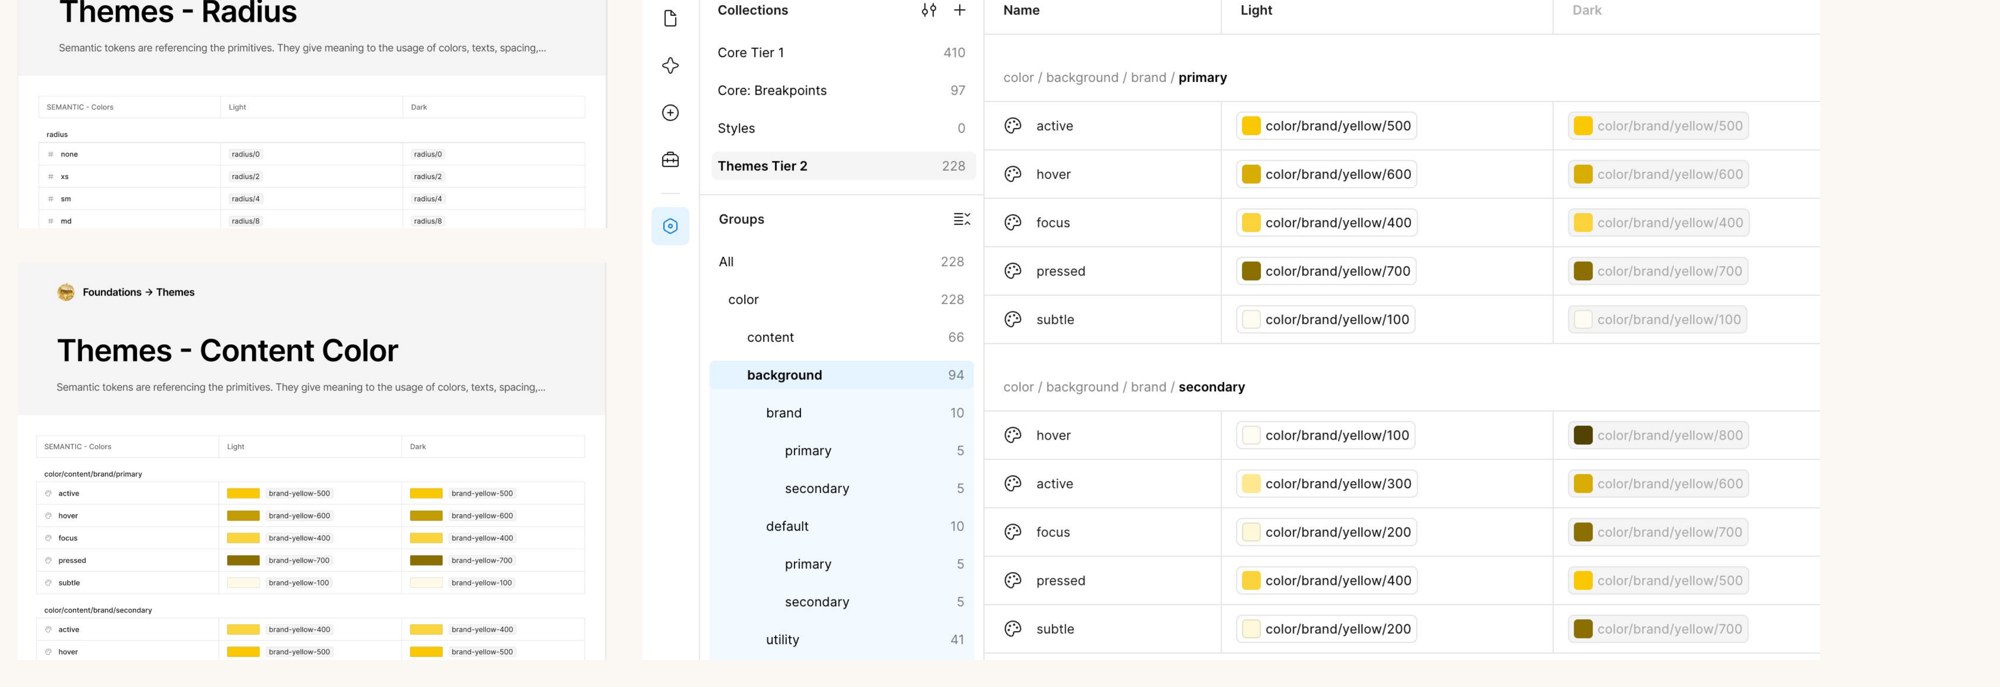 Themes - Radius
Semantic tokens are referencing the primitives. They give meaning to the usage of colors, texts, spacing,...
SEMANTIC - Colors Light Dark
radius
none radius/0 radius/0
xs radius/2 radius/2
sm radius/4 radius/4
md radius/8 radius/8
Foundations → Themes
Themes - Content Color
Semantic tokens are referencing the primitives. They give meaning to the usage of colors, texts, spacing,...
SEMANTIC - Colors Light Dark
color/content/brand/primary
active brand-yellow-500 brand-yellow-500
hover brand-yellow-600 brand-yellow-600
focus brand-yellow-400 brand-yellow-400
pressed brand-yellow-700 brand-yellow-700
subtle brand-yellow-100 brand-yellow-100
color/content/brand/secondary
active brand-yellow-400 brand-yellow-400
hover brand-yellow-500 brand-yellow-500
Collections
Core Tier 1 410
Core: Breakpoints 97
Styles 0
Themes Tier 2 228
Groups
All 228
color 228
content 66
background 94
brand 10
primary 5
secondary 5
default 10
primary 5
secondary 5
utility 41
Name Light Dark
color / background / brand / primary
active color/brand/yellow/500 color/brand/yellow/500
hover color/brand/yellow/600 color/brand/yellow/600
focus color/brand/yellow/400 color/brand/yellow/400
pressed color/brand/yellow/700 color/brand/yellow/700
subtle color/brand/yellow/100 color/brand/yellow/100
color / background / brand / secondary
hover color/brand/yellow/100 color/brand/yellow/800
active color/brand/yellow/300 color/brand/yellow/600
focus color/brand/yellow/200 color/brand/yellow/700
pressed color/brand/yellow/400 color/brand/yellow/500
subtle color/brand/yellow/200 color/brand/yellow/700